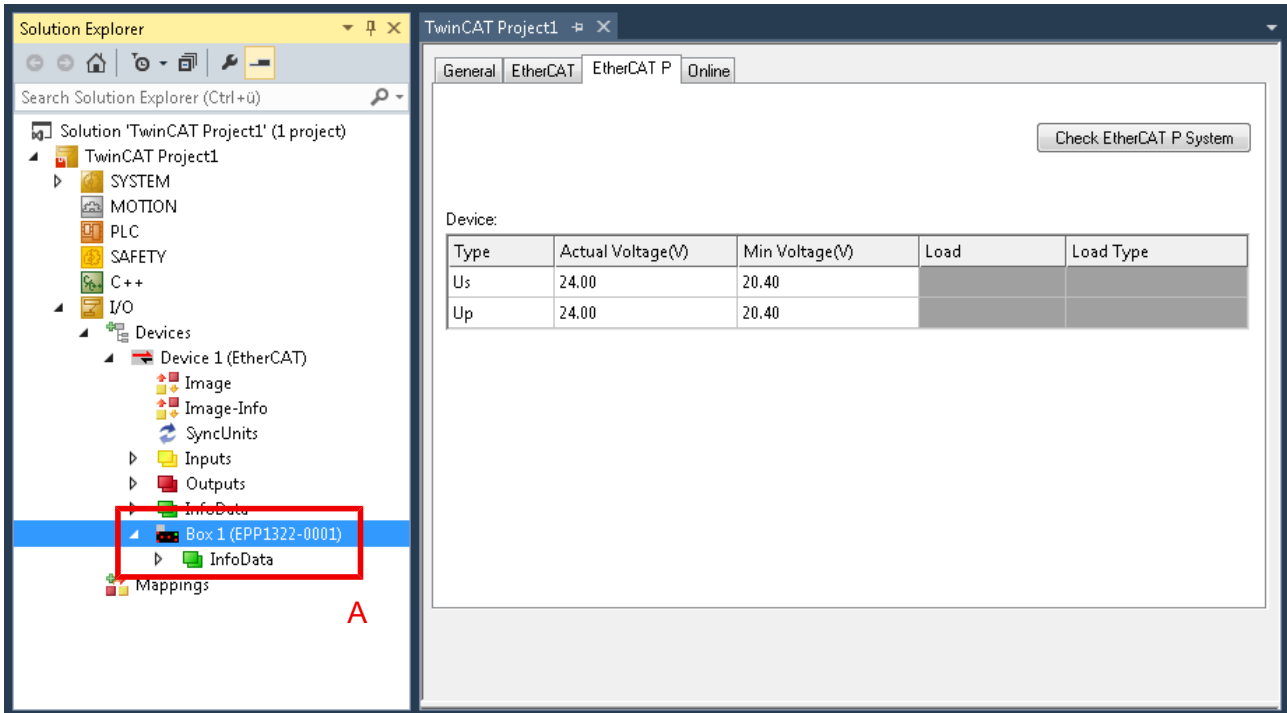 Solution Explorer
Search Solution Explorer (Ctrl+ü)
Solution 'TwinCAT Project1' (1 project)
TwinCAT Project1
SYSTEM
MOTION
PLC
SAFETY
C++
I/O
Devices
Device 1 (EtherCAT)
Image
Image-Info
SyncUnits
Inputs
Outputs
InfoData
Box 1 (EPP1322-0001)
InfoData
Mappings
A
TwinCAT Project1
General EtherCAT EtherCAT P Online
Check EtherCAT P System
Device:
Type Actual Voltage(V) Min Voltage(V) Load Load Type
Us 24.00 20.40
Up 24.00 20.40